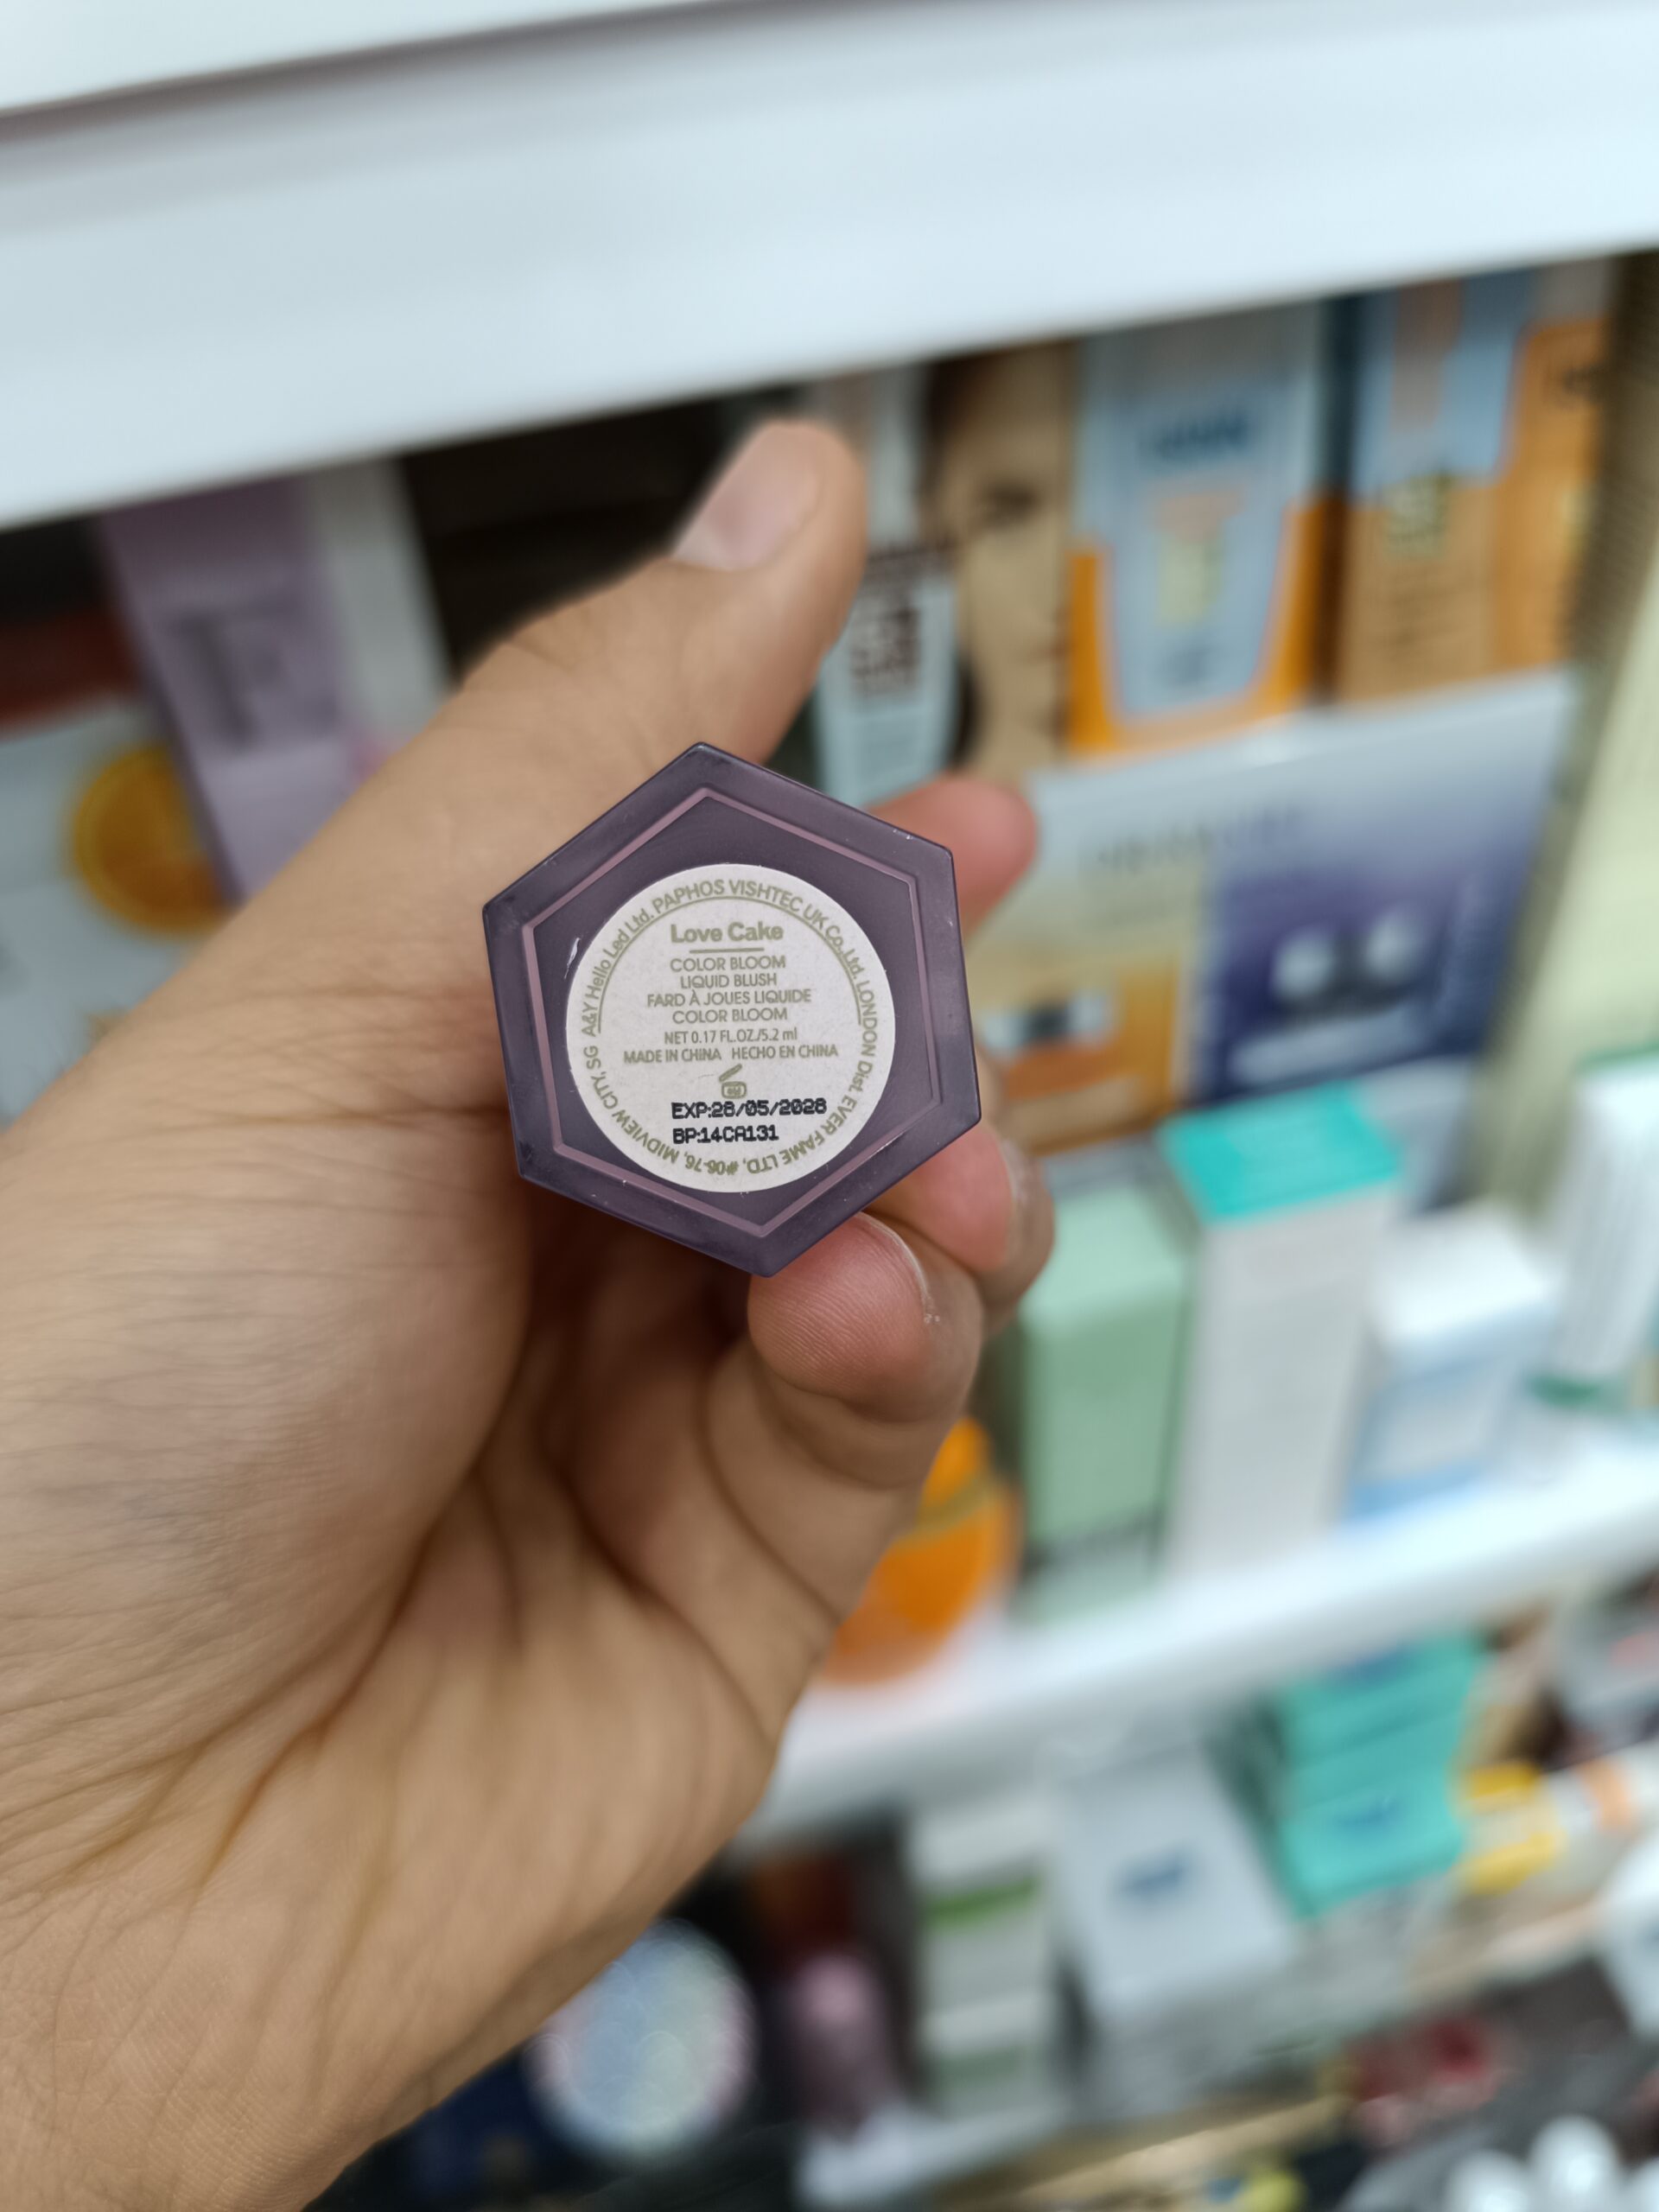 Love Cake
COLOR BLOOM
LIQUID BLUSH
FARD À JOUES LIQUIDE
COLOR BLOOM
NET 0.17 FL.OZ./5.2 ml
MADE IN CHINA HECHO EN CHINA
EXP:28/05/2028
BP:14CA131
A&Y Hello Led Ltd. PAPHOS VISHTEC UK Co.Ltd. LONDON Dist EVER FAME LTD, #06-76, MIDVIEW CITY, SG